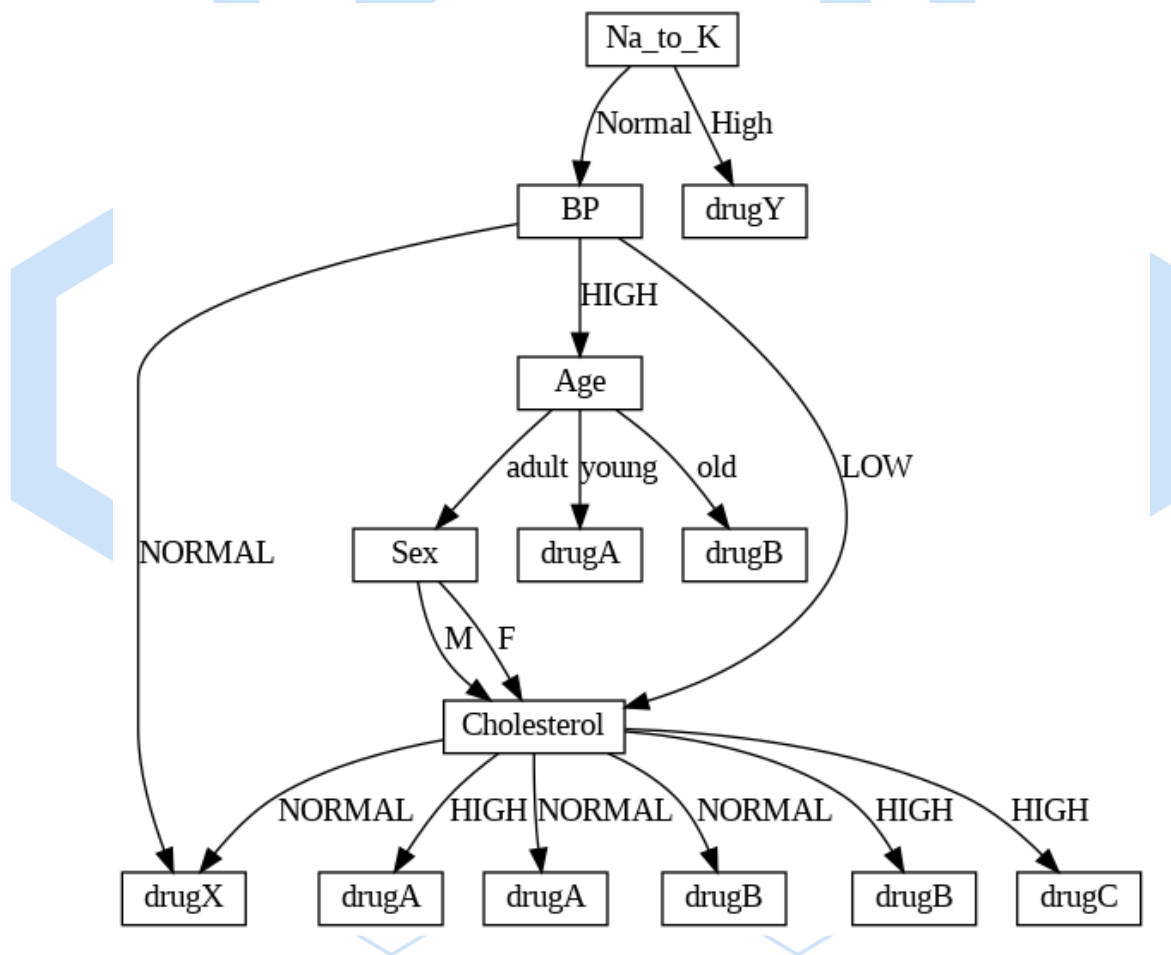 Na_to_K
Normal High
BP drugY
HIGH
Age
adult young old LOW
Sex drugA drugB
NORMAL
M F
Cholesterol
NORMAL HIGH NORMAL NORMAL HIGH HIGH
drugX drugA drugA drugB drugB drugC